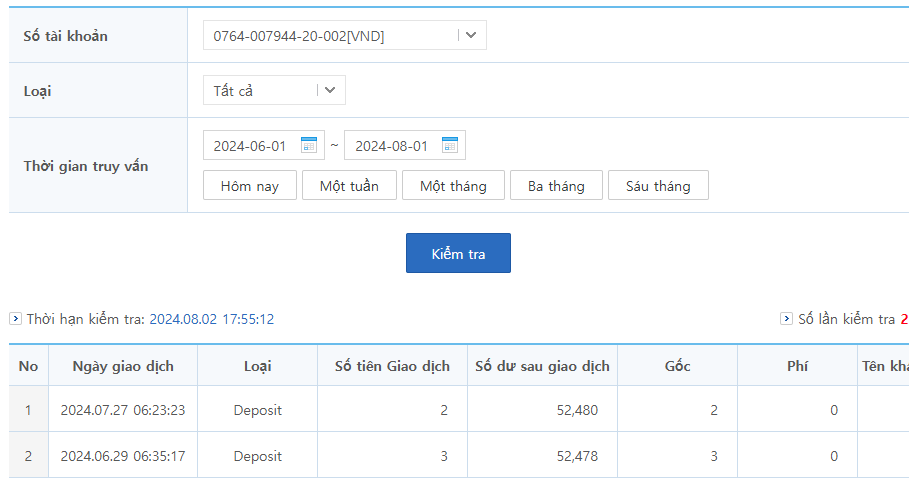 Số tài khoản 0764-007944-20-002[VND]
Loại Tất cả
Thời gian truy vấn 2024-06-01 ~ 2024-08-01
Hôm nay Một tuần Một tháng Ba tháng Sáu tháng
Kiểm tra
Thời hạn kiểm tra: 2024.08.02 17:55:12 Số lần kiểm tra 2
No Ngày giao dịch Loại Số tiên Giao dịch Số dư sau giao dịch Gốc Phí Tên
1 2024.07.27 06:23:23 Deposit 2 52,480 2 0
2 2024.06.29 06:35:17 Deposit 3 52,478 3 0